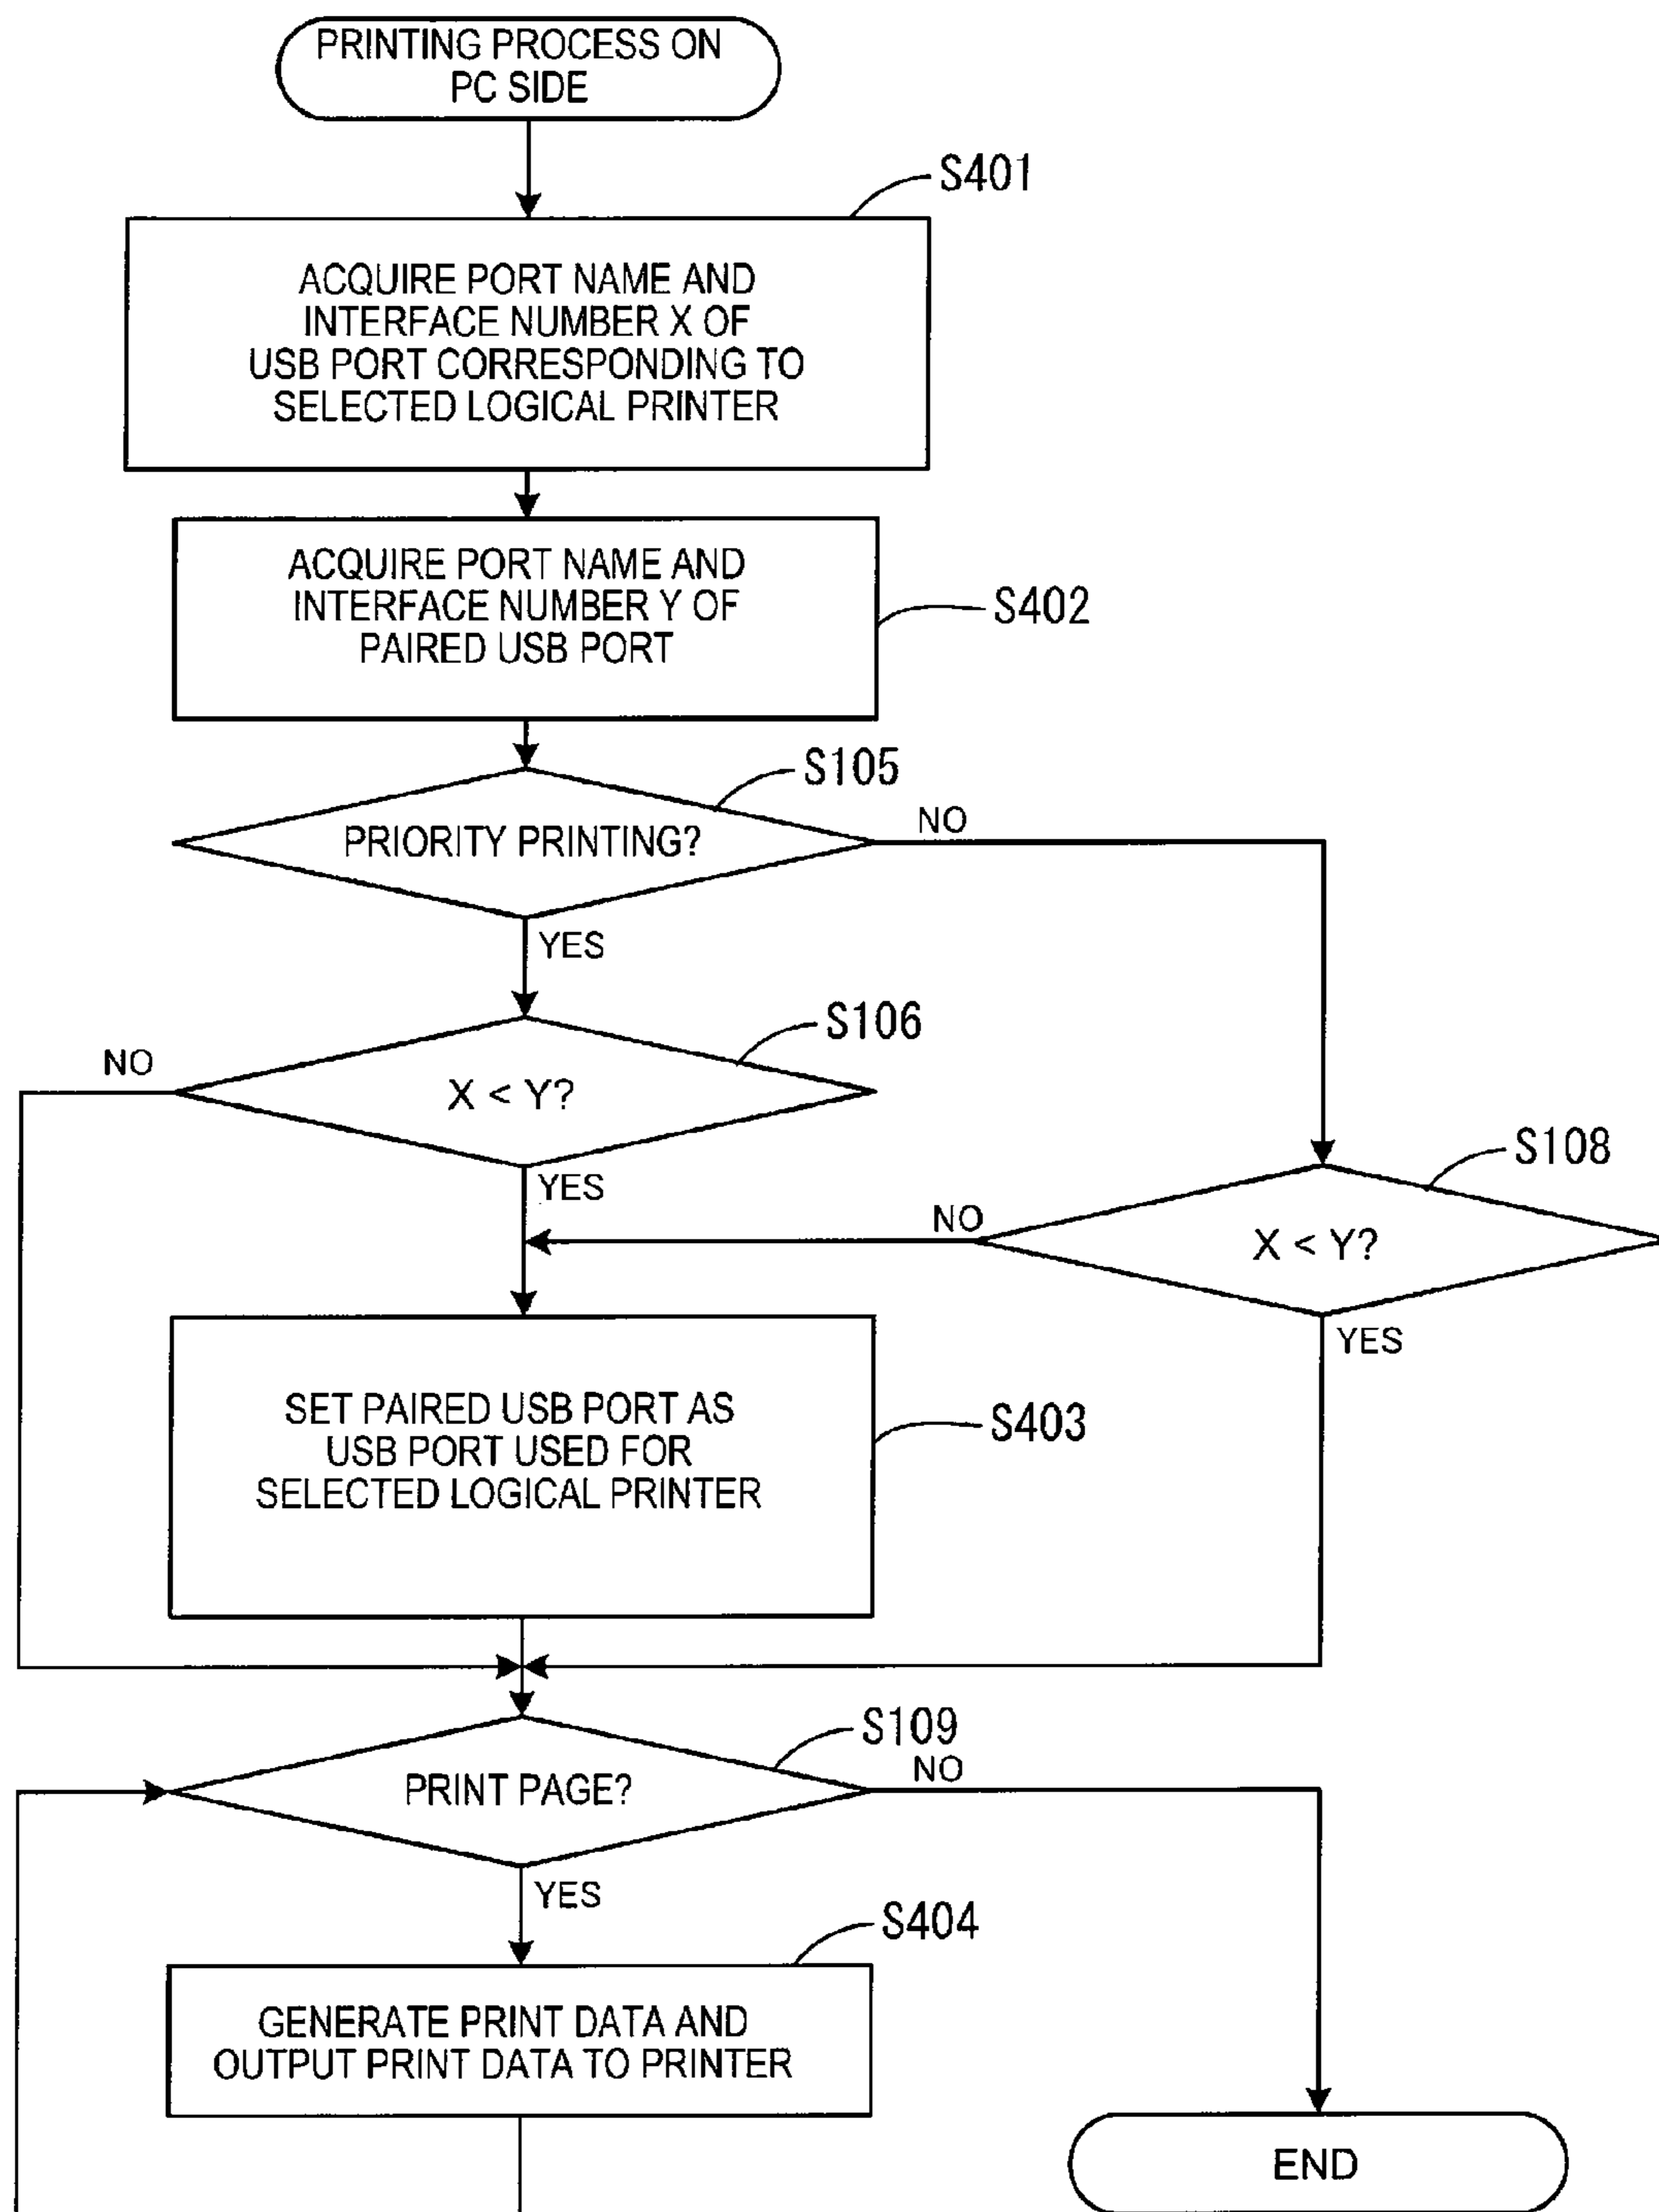 PRINTING PROCESS ON
PC SIDE
S401
ACQUIRE PORT NAME AND
INTERFACE NUMBER X OF
USB PORT CORRESPONDING TO
SELECTED LOGICAL PRINTER
ACQUIRE PORT NAME AND
INTERFACE NUMBER Y OF
PAIRED USB PORT
S402
S105
PRIORITY PRINTING?
NO
YES
S106
NO
X < Y?
YES
S108
NO
X < Y?
YES
SET PAIRED USB PORT AS
USB PORT USED FOR
SELECTED LOGICAL PRINTER
S403
S109
PRINT PAGE?
NO
YES
S404
GENERATE PRINT DATA AND
OUTPUT PRINT DATA TO PRINTER
END